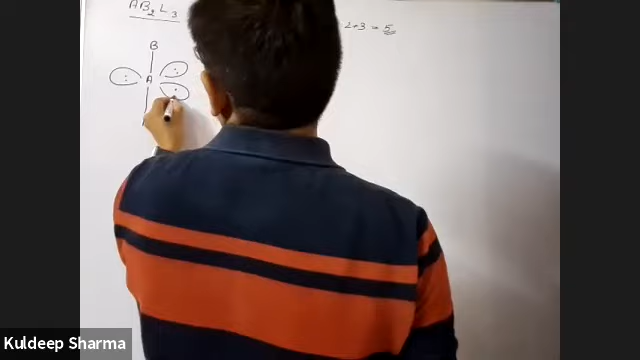 AB₂L₃
2+3 = 5
B
A
Kuldeep Sharma